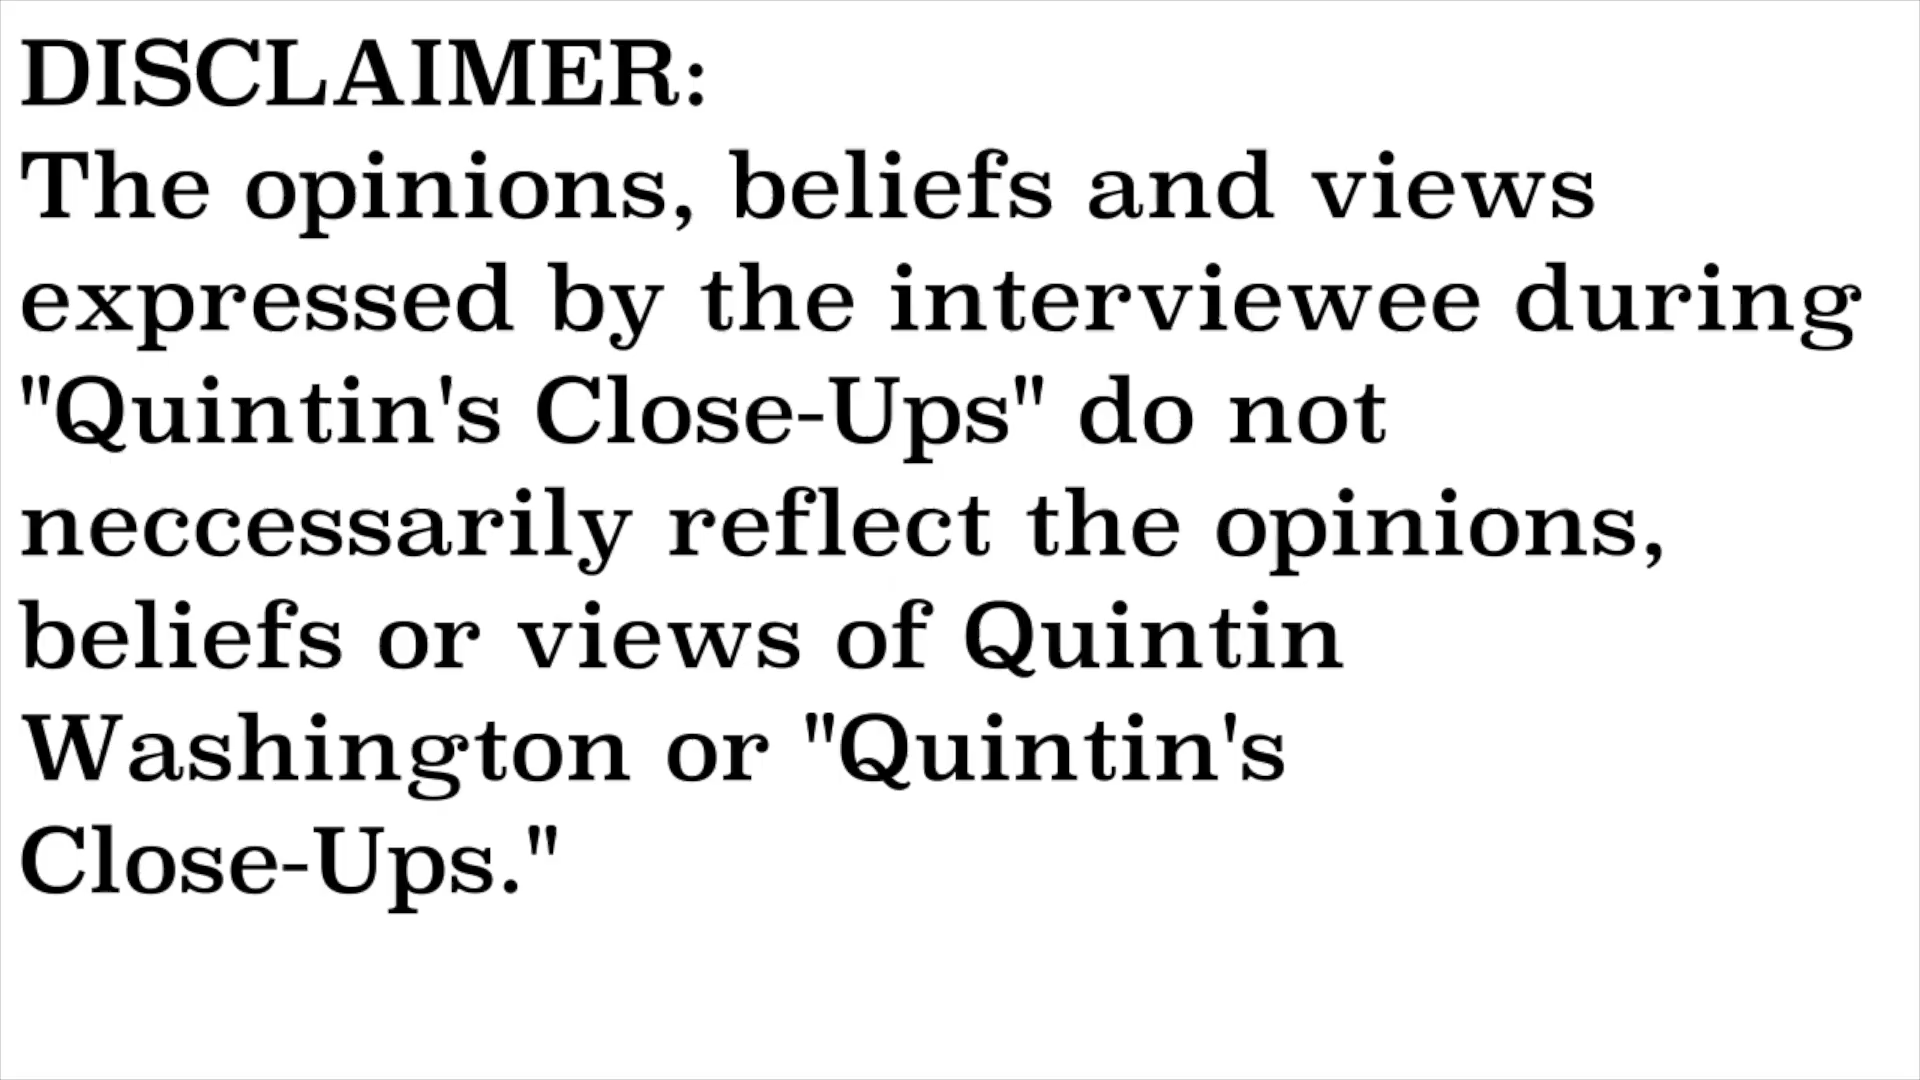 DISCLAIMER:
The opinions, beliefs and views
expressed by the interviewee during
"Quintin's Close-Ups" do not
neccessarily reflect the opinions,
beliefs or views of Quintin
Washington or "Quintin's
Close-Ups."